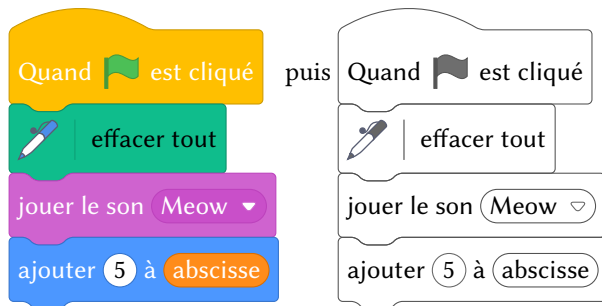 Quand est cliqué puis Quand est cliqué
effacer tout effacer tout
jouer le son Meow jouer le son Meow
ajouter 5 à abscisse ajouter 5 à abscisse